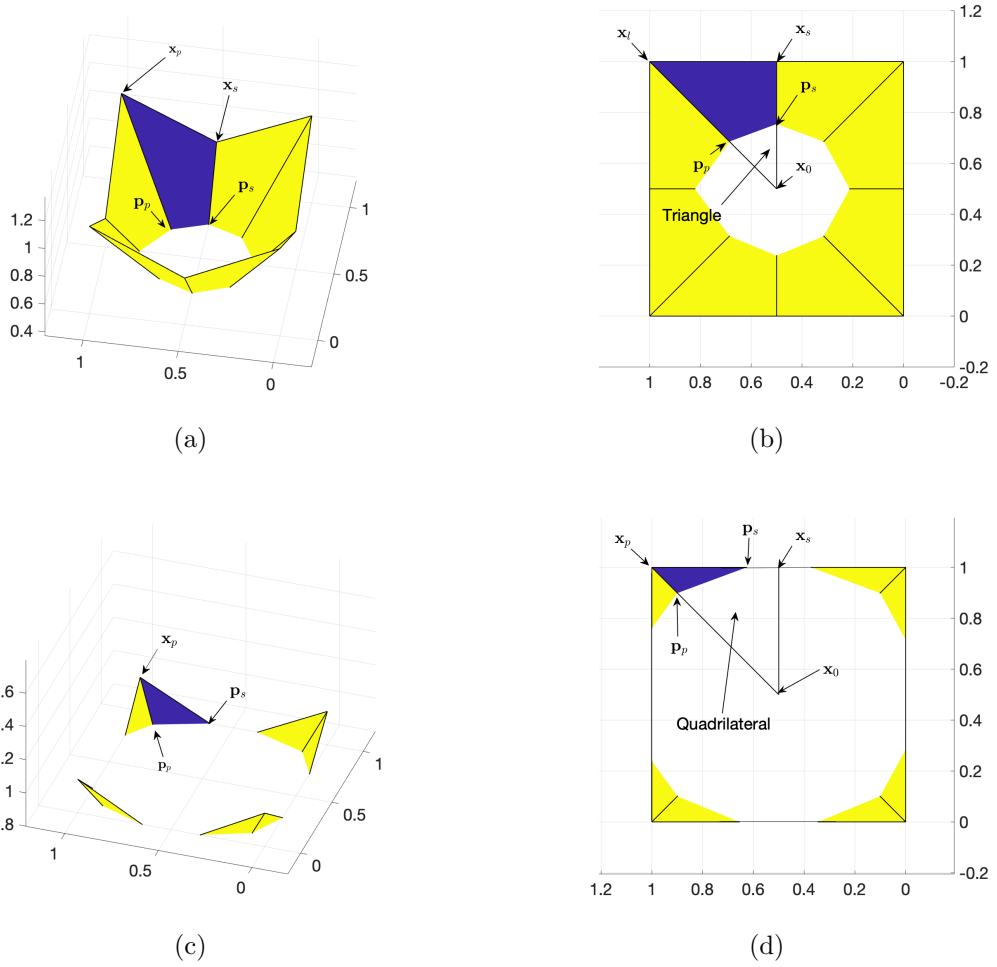 x_p
x_s
p_s
p_p
1.2
1
0.8
0.6
0.4
1
0.5
0
1
0.5
0
(a)
x_l
x_s
p_s
p_p
x_0
Triangle
1.2
1
0.8
0.6
0.4
0.2
0
-0.2
1 0.8 0.6 0.4 0.2 0 -0.2
(b)
x_p
p_s
p_p
.6
.4
.2
1
.8
1
0.5
0
1
0.5
0
(c)
x_p
p_s
x_s
p_p
x_0
Quadrilateral
1
0.8
0.6
0.4
0.2
0
-0.2
1.2 1 0.8 0.6 0.4 0.2 0
(d)